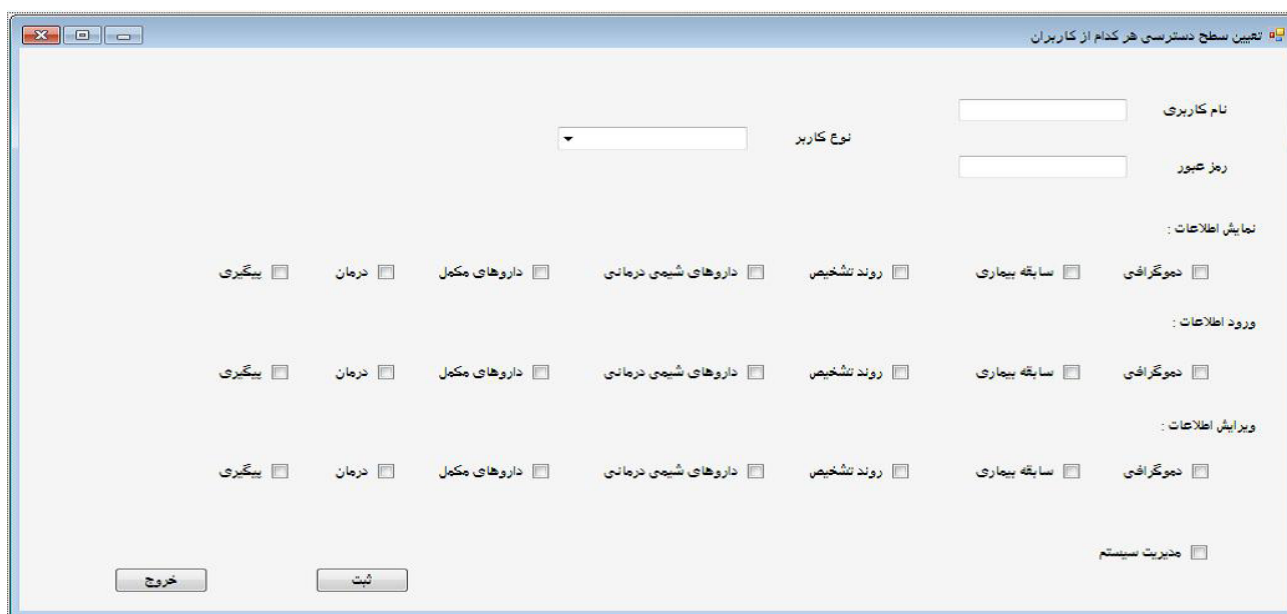 تعیین سطح دسترسی هر کدام از کاربران
نام کاربری
نوع کاربر
رمز عبور
نمایش اطلاعات :
دموگرافی سابقه بیماری روند تشخیص داروهای شیمی درمانی داروهای مکمل درمان پیگیری
ورود اطلاعات :
دموگرافی سابقه بیماری روند تشخیص داروهای شیمی درمانی داروهای مکمل درمان پیگیری
ویرایش اطلاعات :
دموگرافی سابقه بیماری روند تشخیص داروهای شیمی درمانی داروهای مکمل درمان پیگیری
مدیریت سیستم
ثبت خروج